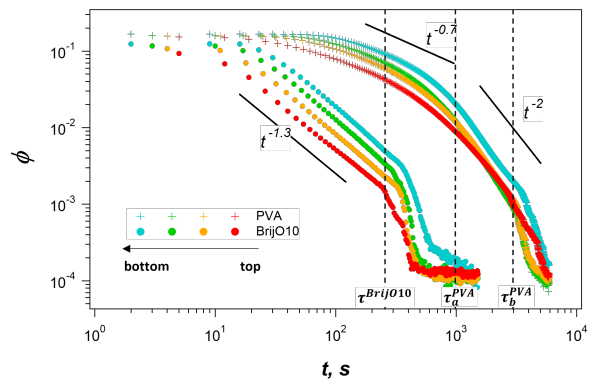 t^-0.7
10^-1
t^-2
10^-2
t^-1.3
ϕ
PVA
BrijO10
10^-3
bottom top
10^-4
τ^BrijO10 τ_a^PVA τ_b^PVA
10^0 10^1 10^2 10^3 10^4
t, s